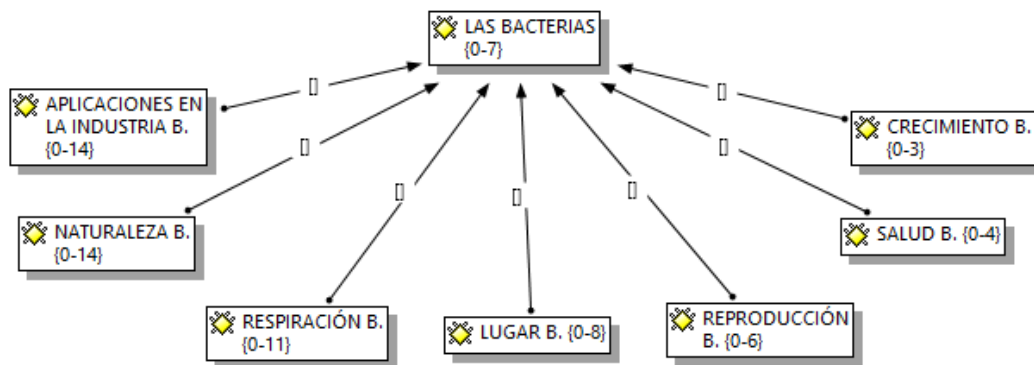 LAS BACTERIAS
{0-7}
APLICACIONES EN
LA INDUSTRIA B.
{0-14}
[]
[]
CRECIMIENTO B.
{0-3}
[]
[]
NATURALEZA B.
{0-14}
[]
[]
[]
SALUD B. {0-4}
RESPIRACIÓN B.
{0-11}
LUGAR B. {0-8}
REPRODUCCIÓN
B. {0-6}